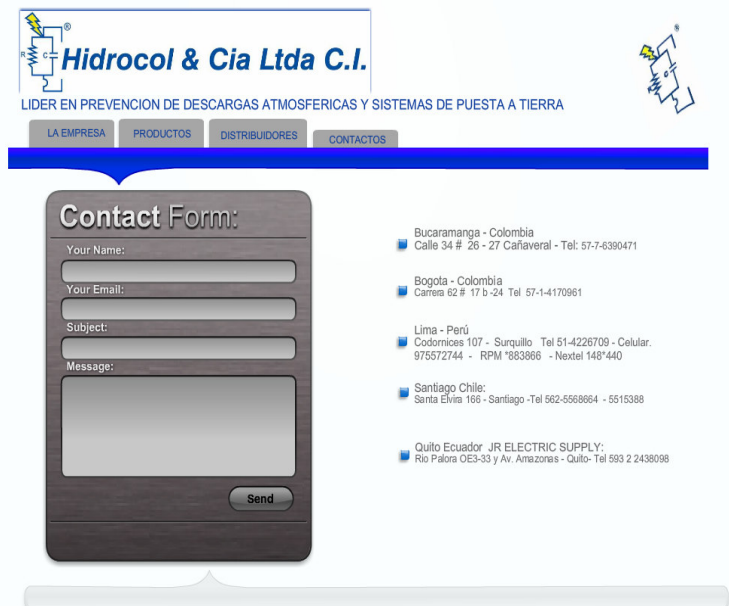 ®
R
C
Hidrocol & Cia Ltda C.I.
LIDER EN PREVENCION DE DESCARGAS ATMOSFERICAS Y SISTEMAS DE PUESTA A TIERRA
LA EMPRESA PRODUCTOS DISTRIBUIDORES CONTACTOS
Contact Form:
Your Name:
Your Email:
Subject:
Message:
Send
Bucaramanga - Colombia
Calle 34 # 26 - 27 Cañaveral - Tel: 57-7-6390471
Bogota - Colombia
Carrera 62 # 17 b -24 Tel 57-1-4170961
Lima - Perú
Codornices 107 - Surquillo Tel 51-4226709 - Celular.
975572744 - RPM *883866 - Nextel 148*440
Santiago Chile:
Santa Elvira 166 - Santiago -Tel 562-5568664 - 5515388
Quito Ecuador JR ELECTRIC SUPPLY:
Rio Palora OE3-33 y Av. Amazonas - Quito- Tel 593 2 2438098